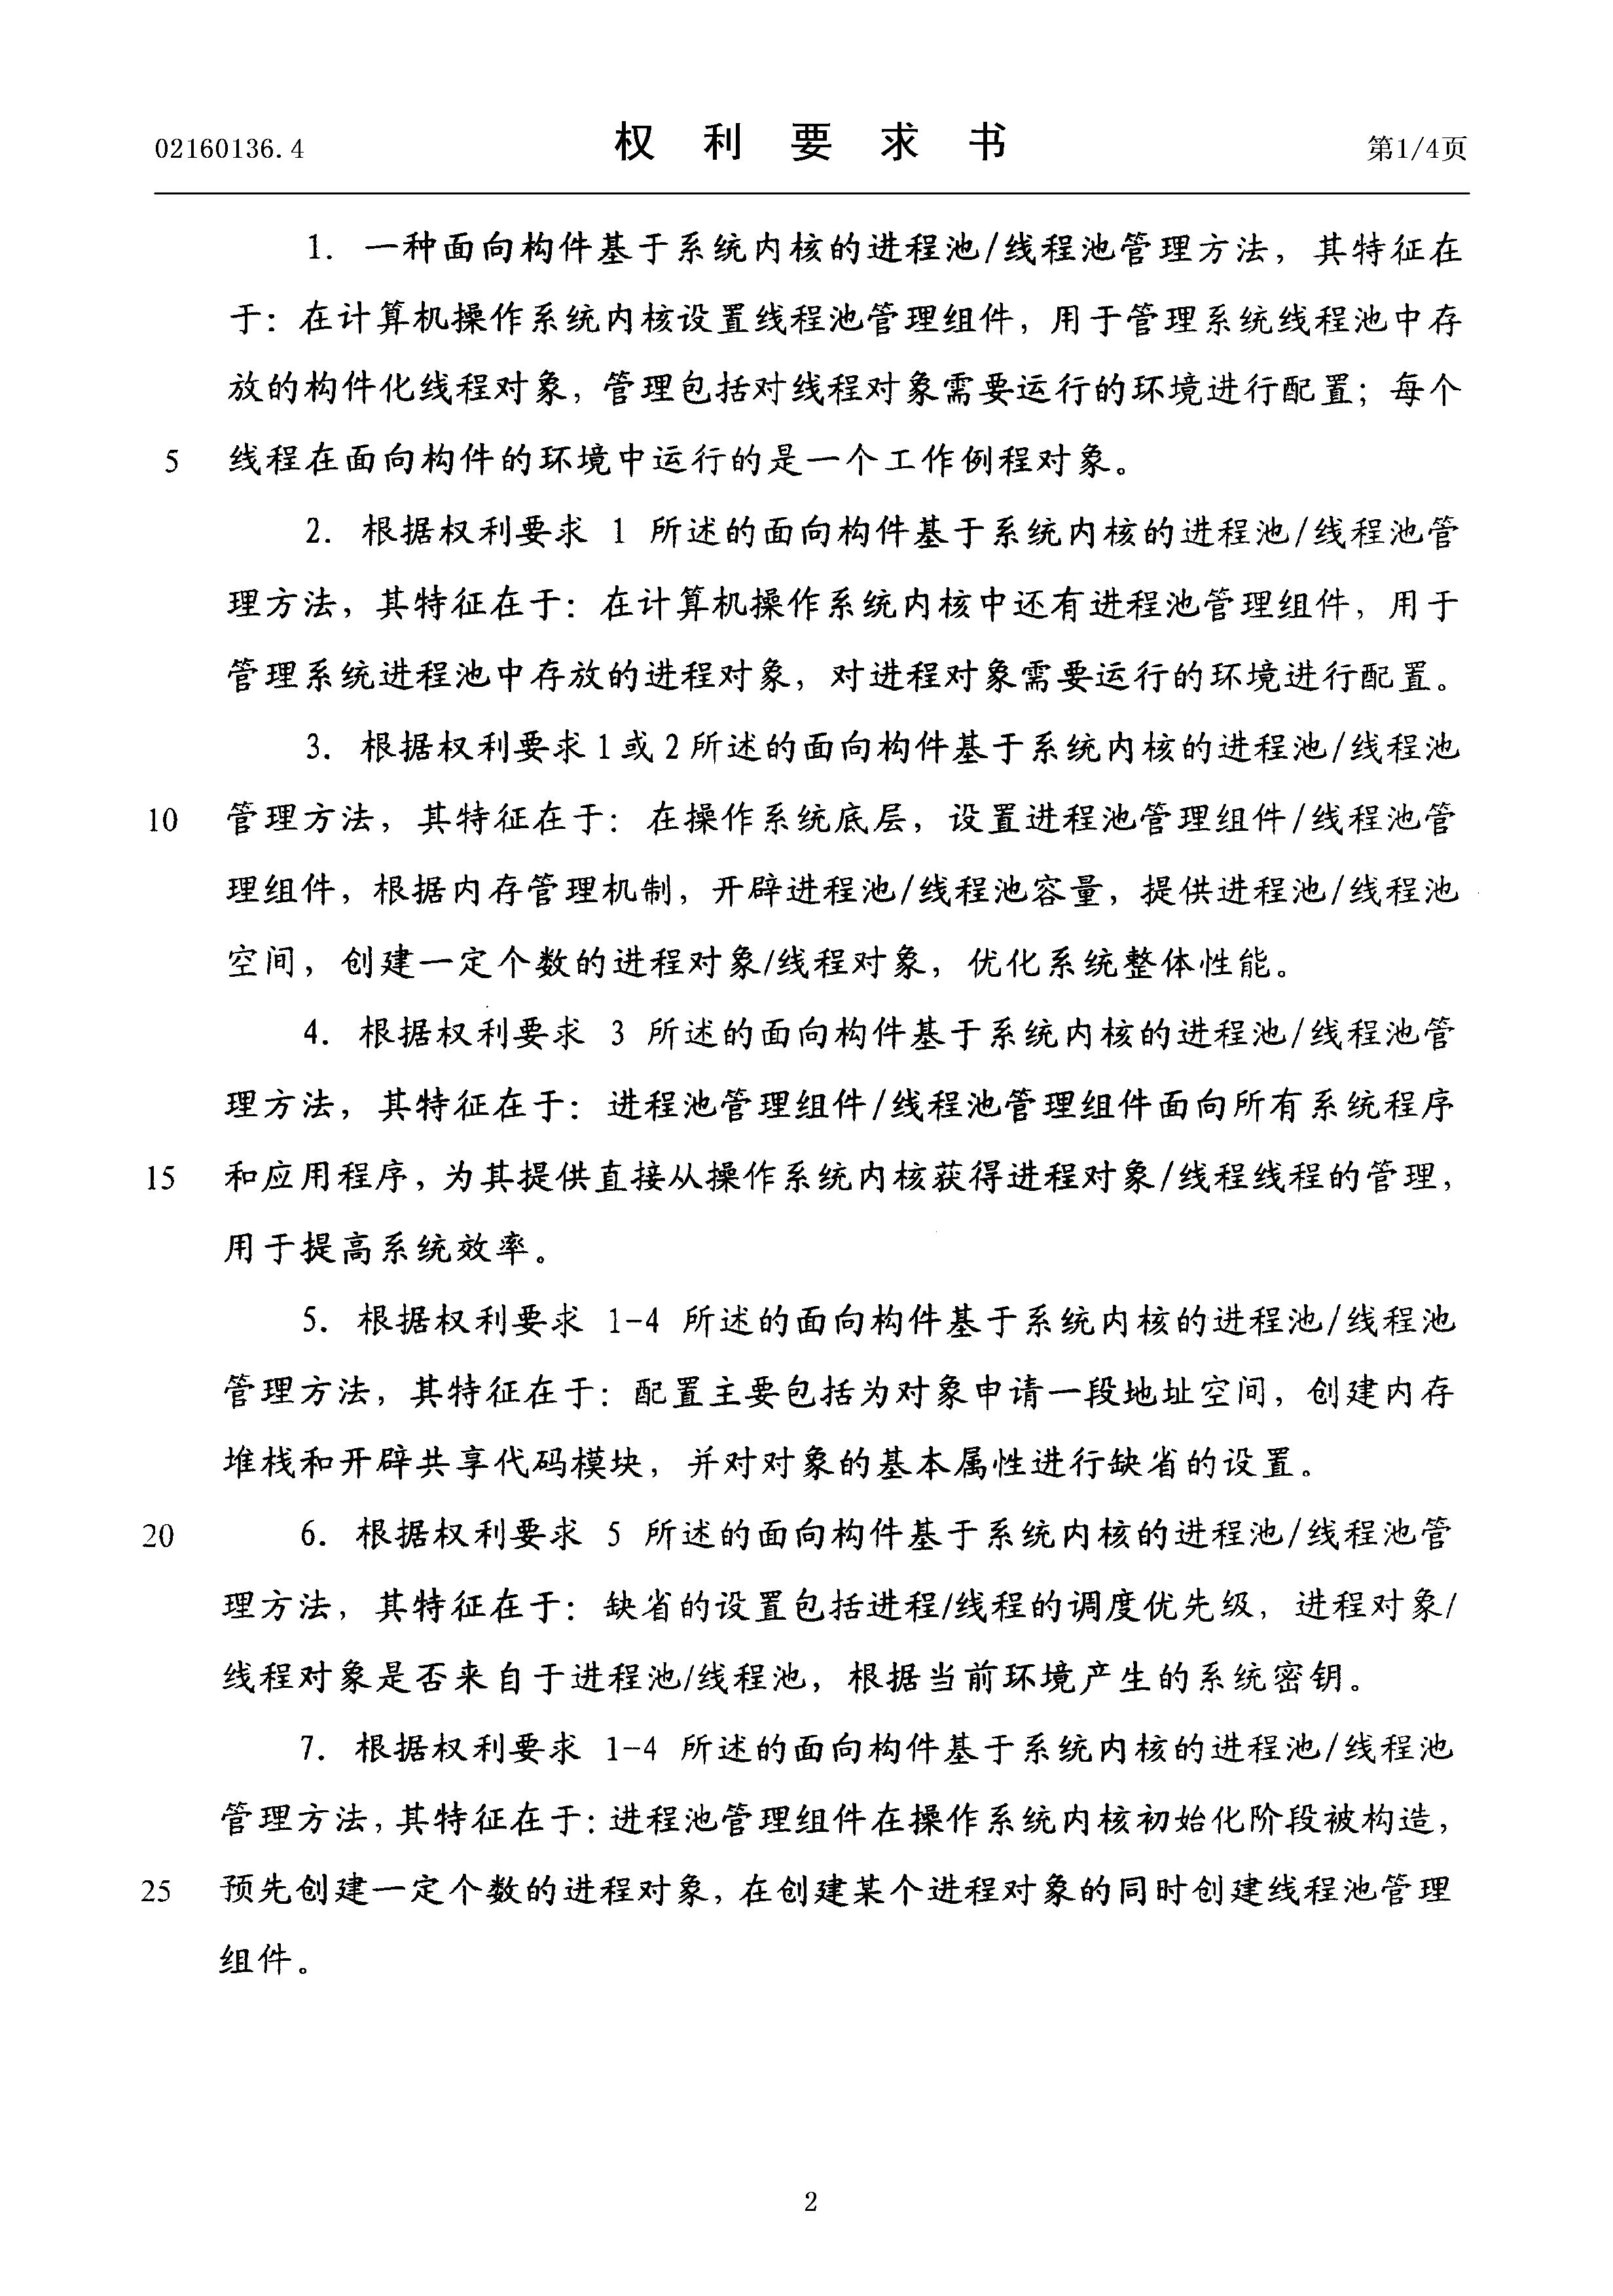 02160136.4 权利要求书 第1/4页
1. 一种面向构件基于系统内核的进程池/线程池管理方法，其特征在
于：在计算机操作系统内核设置线程池管理组件，用于管理系统线程池中存
放的构件化线程对象，管理包括对线程对象需要运行的环境进行配置；每个
5 线程在面向构件的环境中运行的是一个工作例程对象。
2. 根据权利要求 1 所述的面向构件基于系统内核的进程池/线程池管
理方法，其特征在于：在计算机操作系统内核中还有进程池管理组件，用于
管理系统进程池中存放的进程对象，对进程对象需要运行的环境进行配置。
3. 根据权利要求1或2所述的面向构件基于系统内核的进程池/线程池
10 管理方法，其特征在于：在操作系统底层，设置进程池管理组件/线程池管
理组件，根据内存管理机制，开辟进程池/线程池容量，提供进程池/线程池
空间，创建一定个数的进程对象/线程对象，优化系统整体性能。
4. 根据权利要求 3 所述的面向构件基于系统内核的进程池/线程池管
理方法，其特征在于：进程池管理组件/线程池管理组件面向所有系统程序
15 和应用程序，为其提供直接从操作系统内核获得进程对象/线程线程的管理，
用于提高系统效率。
5. 根据权利要求 1-4 所述的面向构件基于系统内核的进程池/线程池
管理方法，其特征在于：配置主要包括为对象申请一段地址空间，创建内存
堆栈和开辟共享代码模块，并对对象的基本属性进行缺省的设置。
20 6. 根据权利要求 5 所述的面向构件基于系统内核的进程池/线程池管
理方法，其特征在于：缺省的设置包括进程/线程的调度优先级，进程对象/
线程对象是否来自于进程池/线程池，根据当前环境产生的系统密钥。
7. 根据权利要求 1-4 所述的面向构件基于系统内核的进程池/线程池
管理方法，其特征在于：进程池管理组件在操作系统内核初始化阶段被构造，
25 预先创建一定个数的进程对象，在创建某个进程对象的同时创建线程池管理
组件。
2